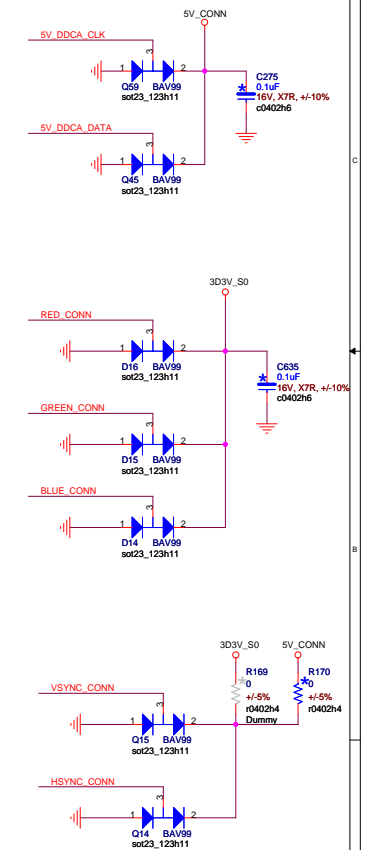 5V_CONN
5V_DDCA_CLK
3
1
2
Q59
BAV99
sot23_123h11
C275
0.1uF
16V, X7R, +/-10%
c0402h6
5V_DDCA_DATA
3
1
2
Q45
BAV99
sot23_123h11
C
3D3V_S0
RED_CONN
3
1
2
D16
BAV99
sot23_123h11
C635
0.1uF
16V, X7R, +/-10%
c0402h6
GREEN_CONN
3
1
2
D15
BAV99
sot23_123h11
BLUE_CONN
3
1
2
D14
BAV99
sot23_123h11
B
3D3V_S0
5V_CONN
R169
0
+/-5%
r0402h4
Dummy
R170
0
+/-5%
r0402h4
VSYNC_CONN
3
1
2
Q15
BAV99
sot23_123h11
HSYNC_CONN
3
1
2
Q14
BAV99
sot23_123h11